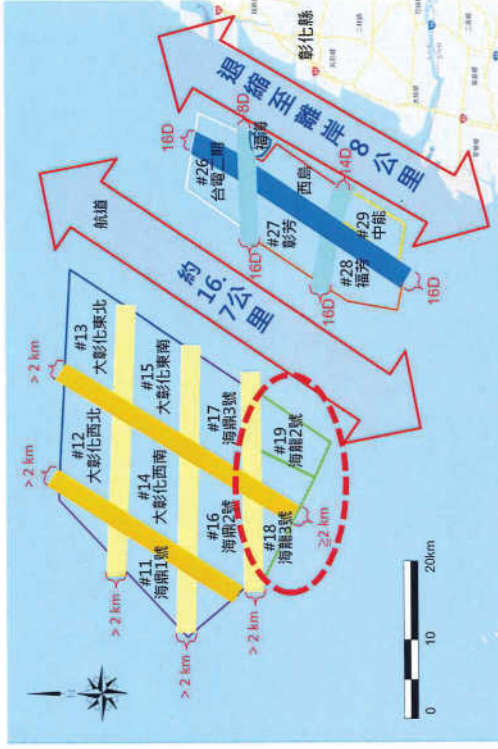 #13
大彰化東北
> 2 km
#12
大彰化西北
> 2 km
#15
大彰化東南
#14
大彰化西南
#11
海鼎1號
> 2 km
#17
海鼎3號
#16
海鼎2號
> 2 km
#19
海龍2號
#18
海龍3號
≧2 km
> 2 km
航道
約16.7公里
16D
#26
台電二期
8D
福海
#27
彰芳
16D
西島
14D
#29
中能
#28
福芳
16D
16D
退縮至離岸8公里
彰化縣
0
10
20km